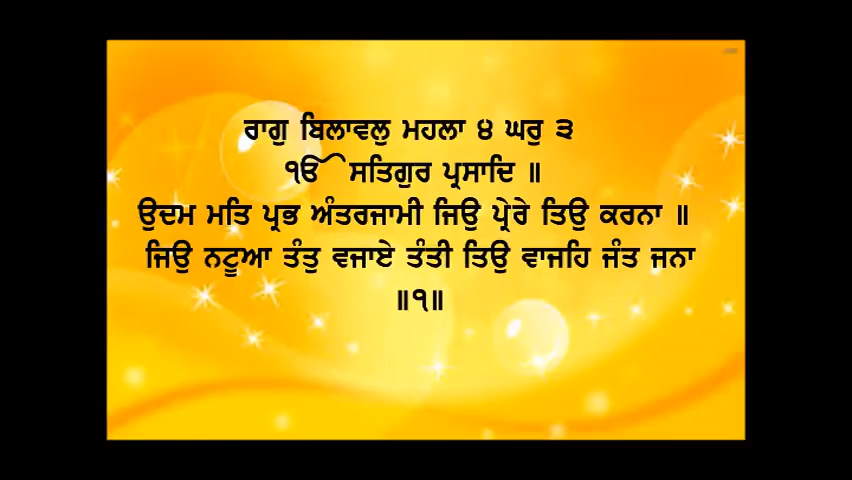 ਰਾਗੁ ਬਿਲਾਵਲੁ ਮਹਲਾ ੪ ਘਰੁ ੩
ੴ ਸਤਿਗੁਰ ਪ੍ਰਸਾਦਿ ॥
ਉਦਮ ਮਤਿ ਪ੍ਰਭ ਅੰਤਰਜਾਮੀ ਜਿਉ ਪ੍ਰੇਰੇ ਤਿਉ ਕਰਨਾ ॥
ਜਿਉ ਨਟੂਆ ਤੰਤੁ ਵਜਾਏ ਤੰਤੀ ਤਿਉ ਵਾਜਹਿ ਜੰਤ ਜਨਾ
॥੧॥